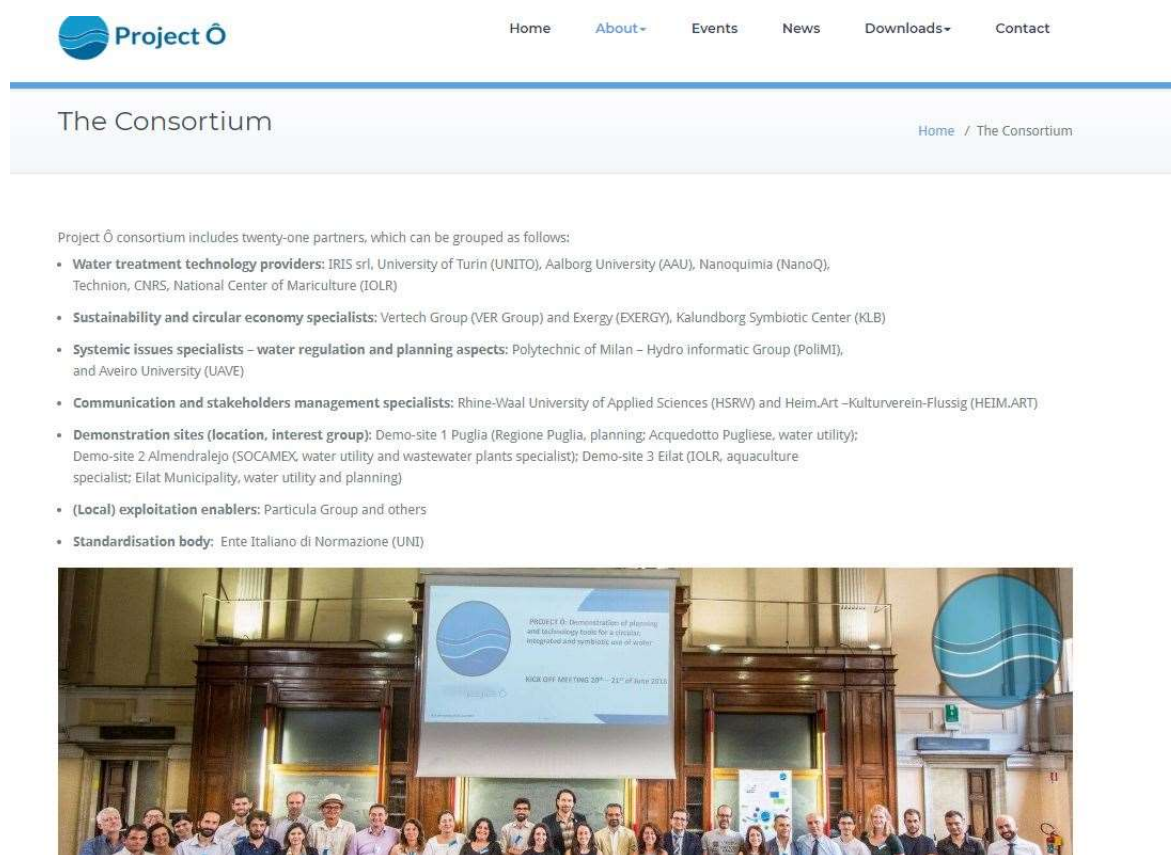 Project Ô
Home About Events News Downloads Contact
The Consortium
Home / The Consortium
Project Ô consortium includes twenty-one partners, which can be grouped as follows:
• Water treatment technology providers: IRIS srl, University of Turin (UNITO), Aalborg University (AAU), Nanoquimia (NanoQ),
Technion, CNRS, National Center of Mariculture (IOLR)
• Sustainability and circular economy specialists: Vertech Group (VER Group) and Exergy (EXERGY), Kalundborg Symbiotic Center (KLB)
• Systemic issues specialists – water regulation and planning aspects: Polytechnic of Milan – Hydro informatic Group (PoliMI),
and Aveiro University (UAVE)
• Communication and stakeholders management specialists: Rhine-Waal University of Applied Sciences (HSRW) and Heim.Art –Kulturverein-Flussig (HEIM.ART)
• Demonstration sites (location, interest group): Demo-site 1 Puglia (Regione Puglia, planning; Acquedotto Pugliese, water utility);
Demo-site 2 Almendralejo (SOCAMEX, water utility and wastewater plants specialist); Demo-site 3 Eilat (IOLR, aquaculture
specialist; Eilat Municipality, water utility and planning)
• (Local) exploitation enablers: Particula Group and others
• Standardisation body: Ente Italiano di Normazione (UNI)
PROJECT Ô: Demonstration of planning
and technology tools for a circular,
integrated and symbiotic use of water
KICK OFF MEETING 20th – 21st of June 2018
Project Ô